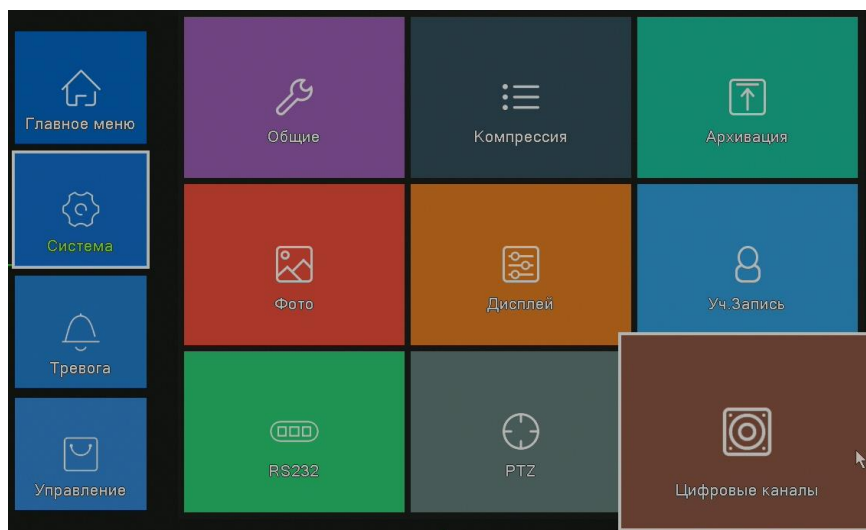 Главное меню
Система
Тревога
Управление
Общие
Компрессия
Архивация
Фото
Дисплей
Уч.Запись
RS232
PTZ
Цифровые каналы